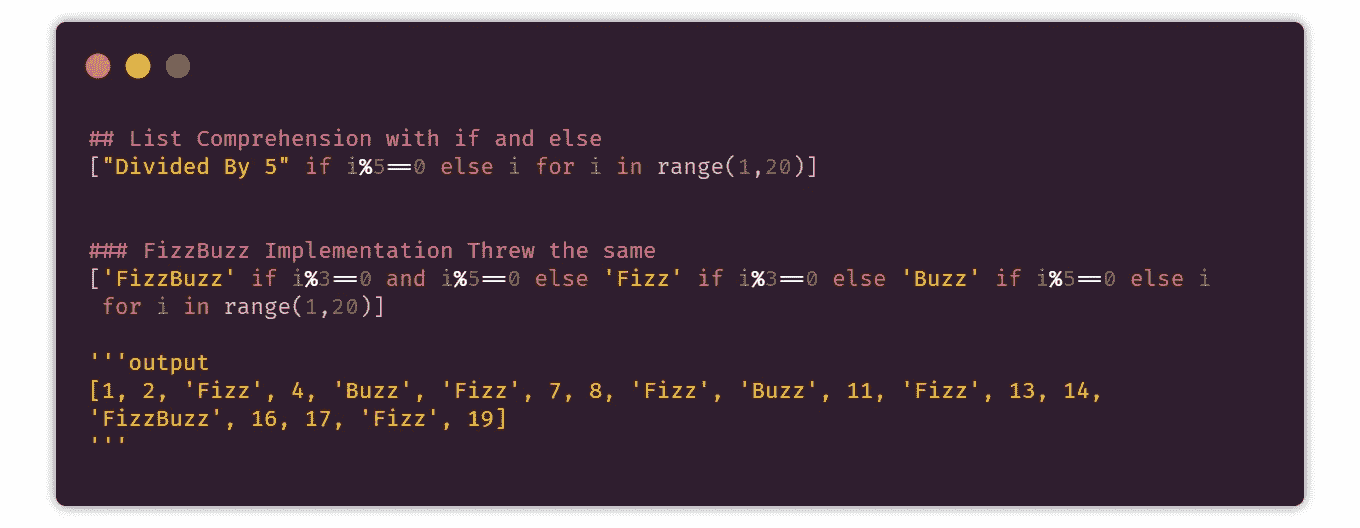 ## List Comprehension with if and else
["Divided By 5" if i%5==0 else i for i in range(1,20)]
### FizzBuzz Implementation Threw the same
['FizzBuzz' if i%3==0 and i%5==0 else 'Fizz' if i%3==0 else 'Buzz' if i%5==0 else i
for i in range(1,20)]
'''output
[1, 2, 'Fizz', 4, 'Buzz', 'Fizz', 7, 8, 'Fizz', 'Buzz', 11, 'Fizz', 13, 14,
'FizzBuzz', 16, 17, 'Fizz', 19]
'''